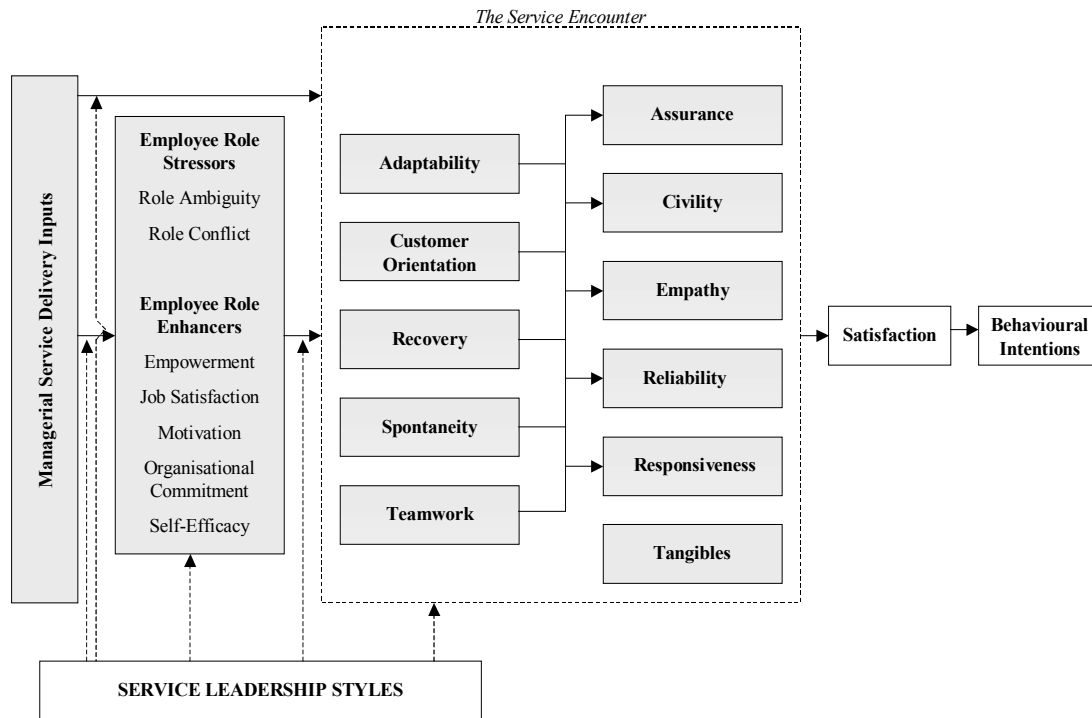 The Service Encounter
Managerial Service Delivery Inputs
Employee Role
Stressors
Role Ambiguity
Role Conflict
Employee Role
Enhancers
Empowerment
Job Satisfaction
Motivation
Organisational
Commitment
Self-Efficacy
Adaptability
Customer
Orientation
Recovery
Spontaneity
Teamwork
Assurance
Civility
Empathy
Reliability
Responsiveness
Tangibles
Satisfaction
Behavioural
Intentions
SERVICE LEADERSHIP STYLES